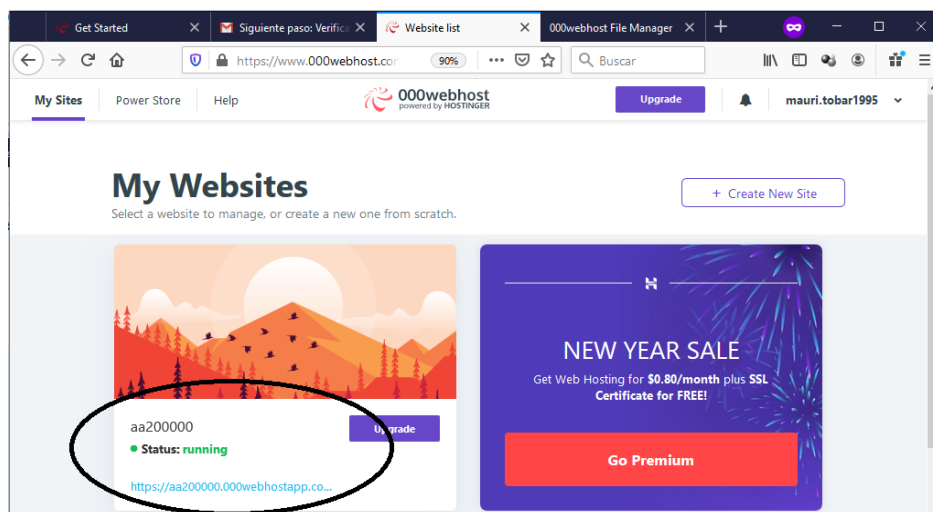 Get Started
Siguiente paso: Verifica
Website list
000webhost File Manager
https://www.000webhost.com
90%
Buscar
My Sites
Power Store
Help
000webhost
powered by HOSTINGER
Upgrade
mauri.tobar1995
My Websites
+ Create New Site
Select a website to manage, or create a new one from scratch.
NEW YEAR SALE
Get Web Hosting for $0.80/month plus SSL
Certificate for FREE!
aa200000
Upgrade
Status: running
Go Premium
https://aa200000.000webhostapp.co...